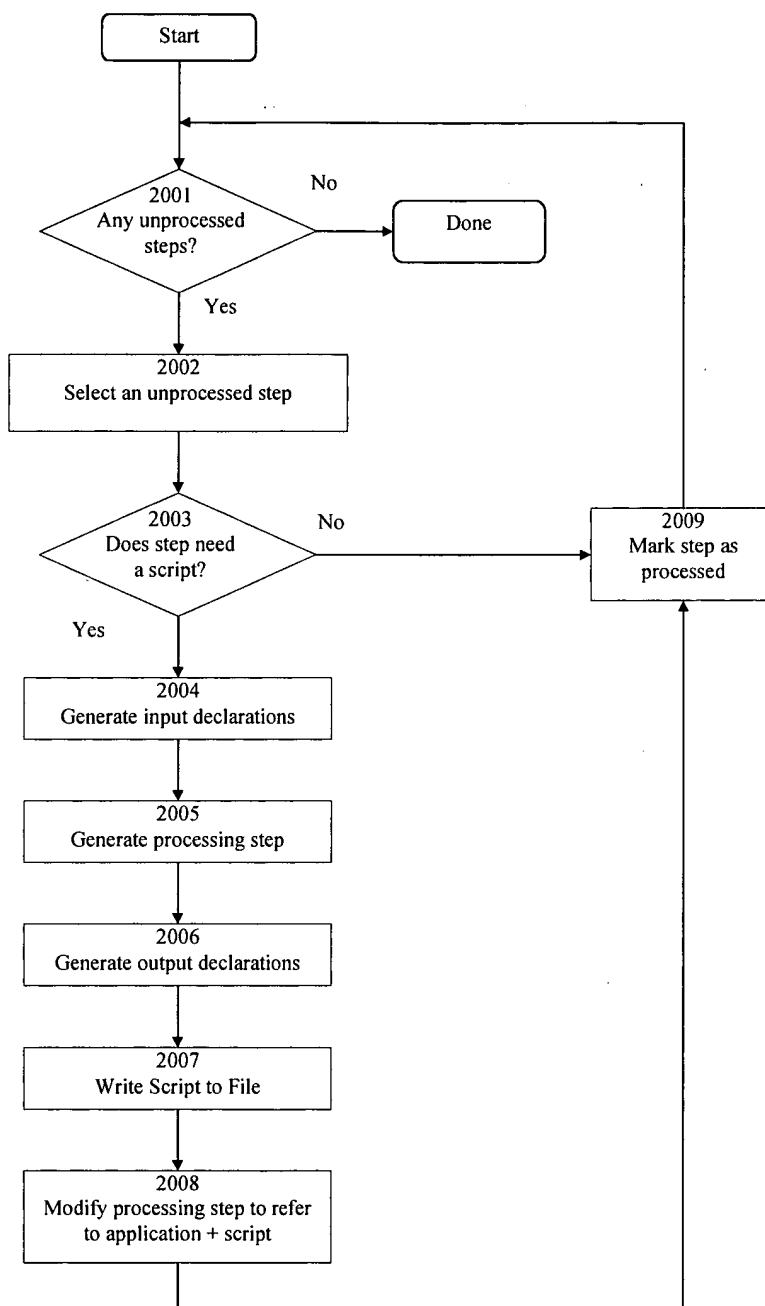 Start
2001
Any unprocessed
steps?
No
Done
Yes
2002
Select an unprocessed step
2003
Does step need
a script?
No
2009
Mark step as
processed
Yes
2004
Generate input declarations
2005
Generate processing step
2006
Generate output declarations
2007
Write Script to File
2008
Modify processing step to refer
to application + script